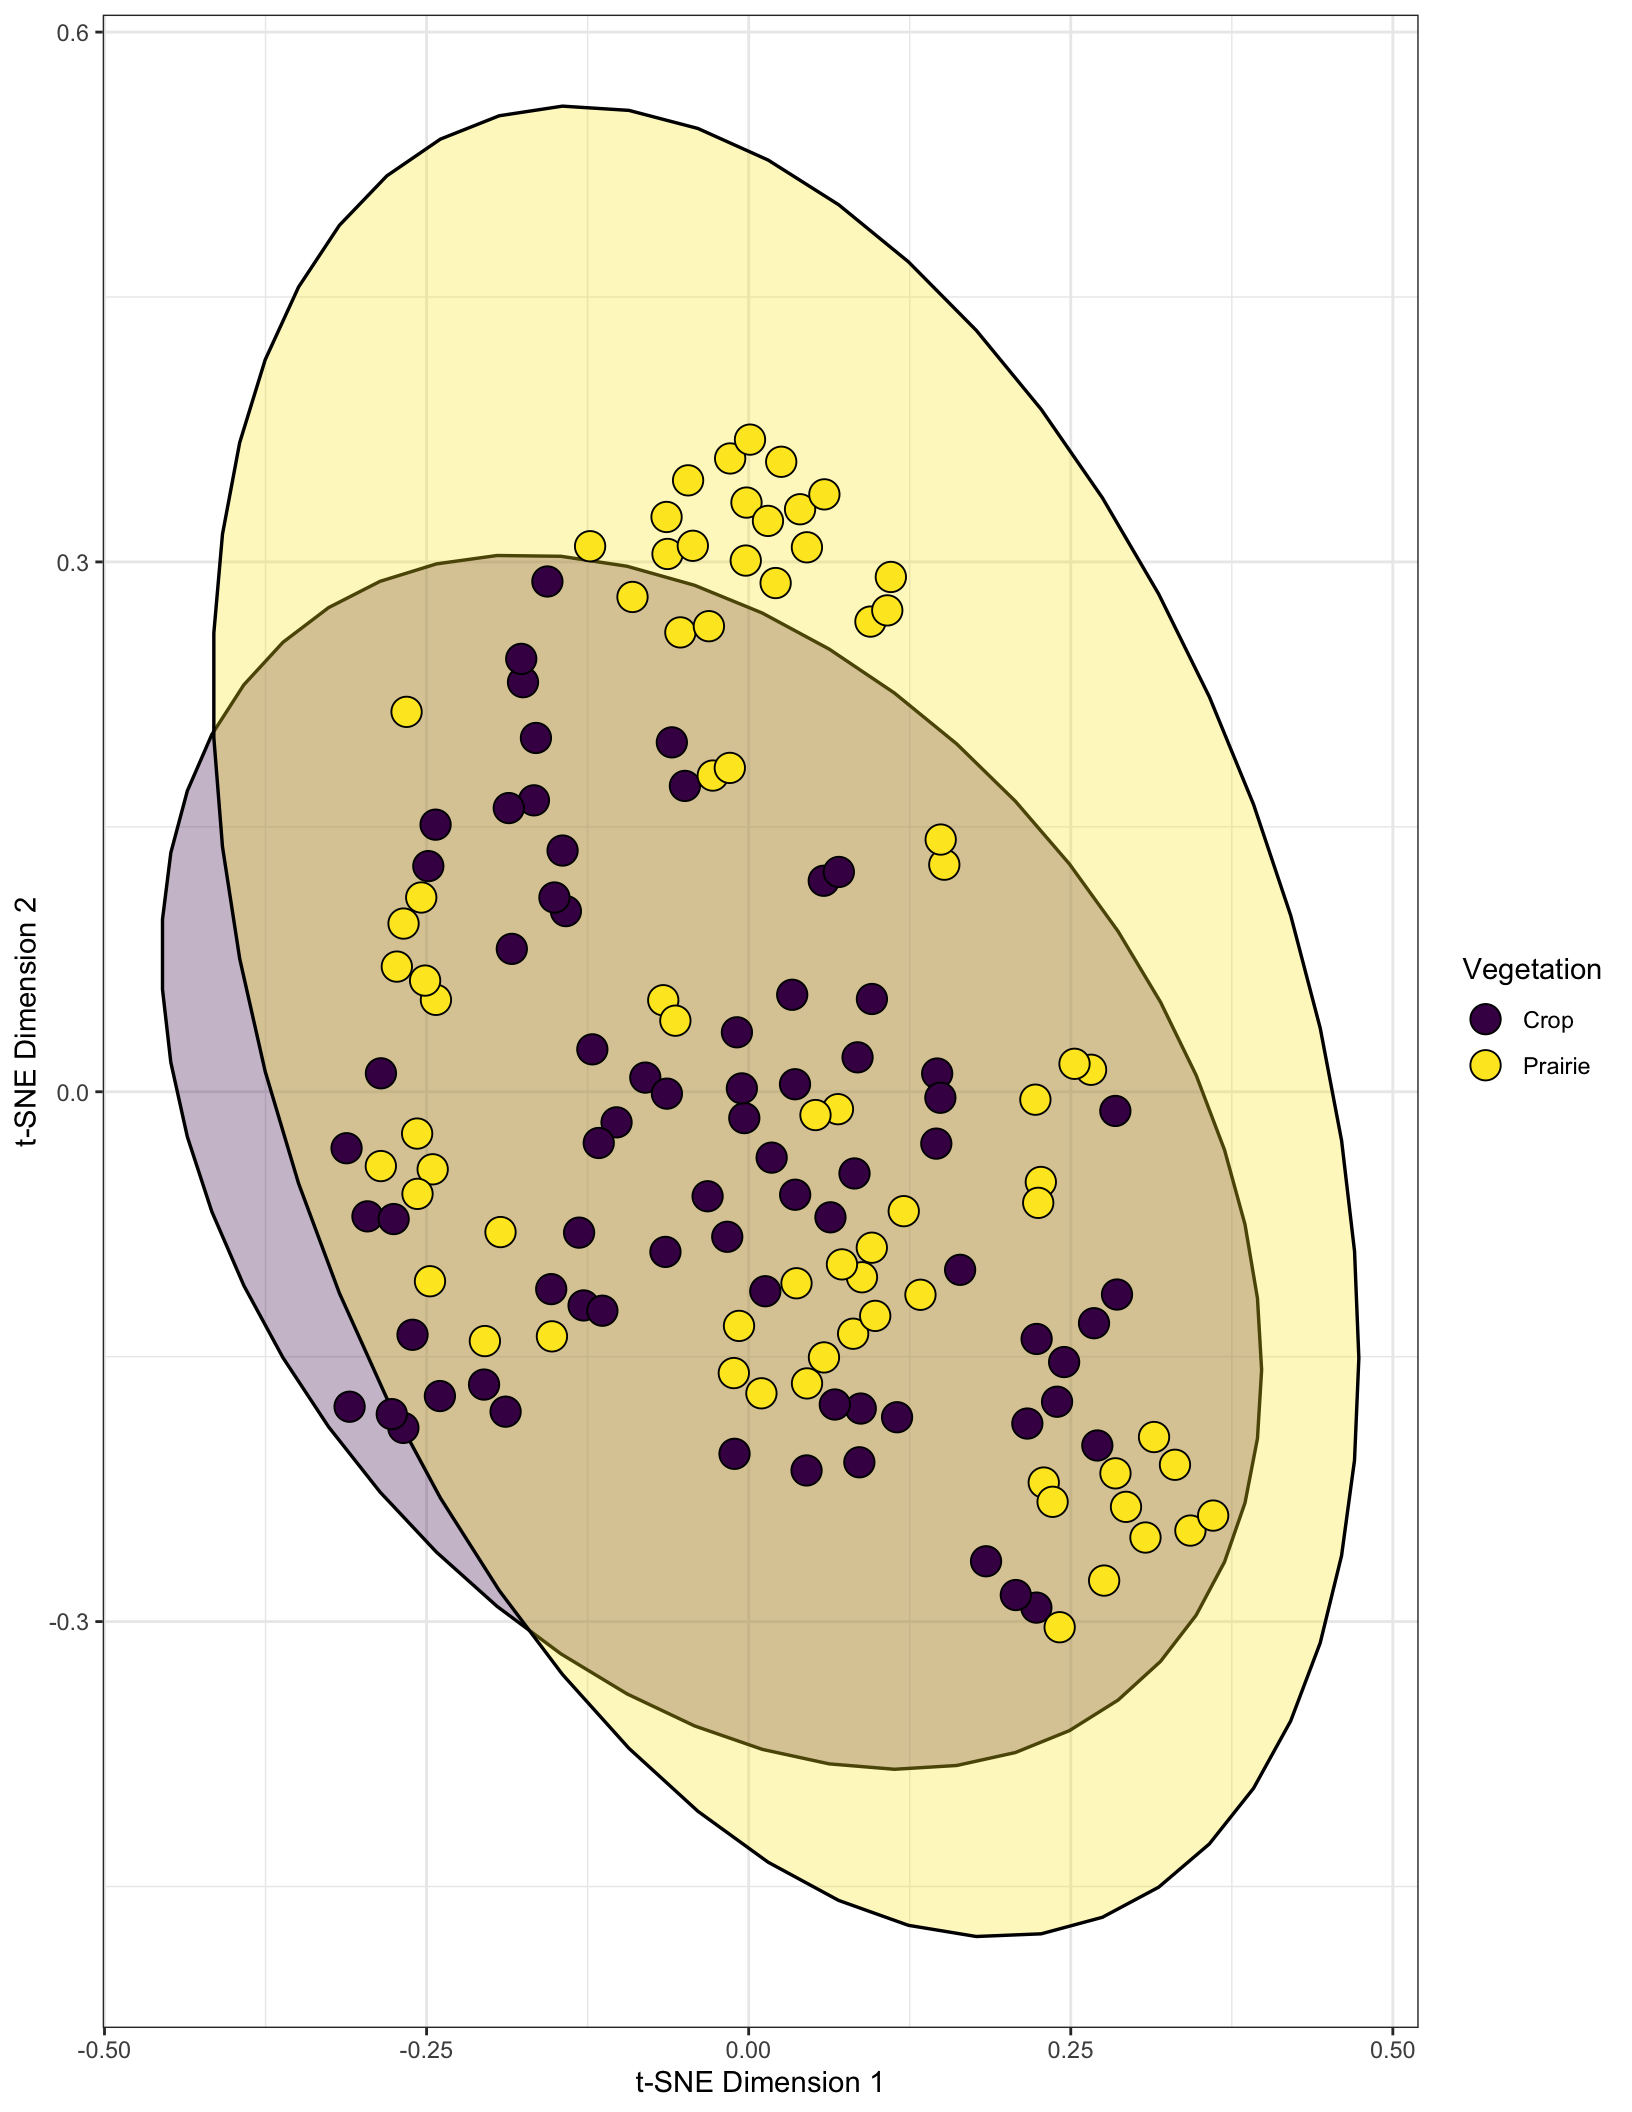 0.6
0.3
0.0
-0.3
t-SNE Dimension 2
-0.50
-0.25
0.00
0.25
0.50
t-SNE Dimension 1
Vegetation
Crop
Prairie